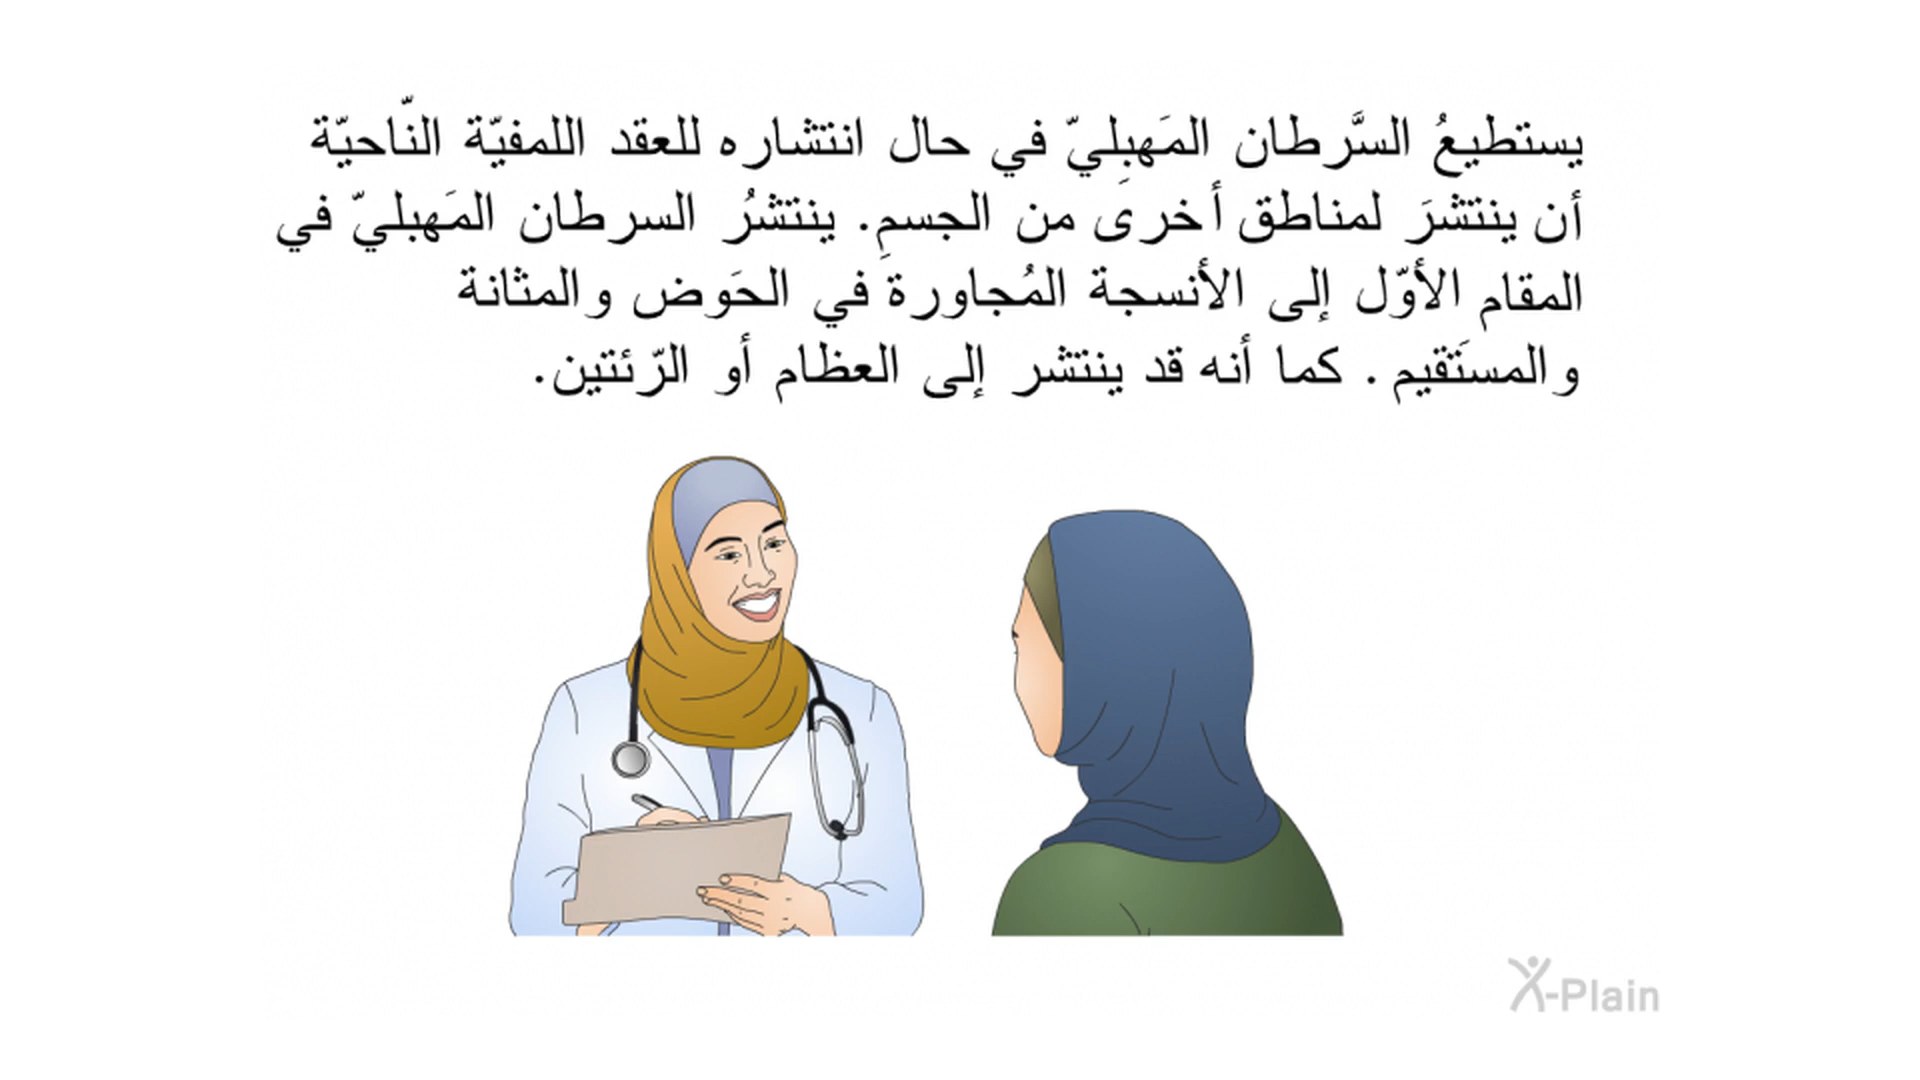 يستطيعُ السَّرطان المَهبِليّ في حال انتشاره للعقد اللمفيّة النّاحيّة
أن ينتشرَ لمناطق أخرى من الجسمِ. ينتشرُ السرطان المَهبليّ في
المقام الأوّل إلى الأنسجة المُجاورة في الحَوض والمثانة
والمستَقيم. كما أنه قد ينتشر إلى العظام أو الرّئتين.
X-Plain